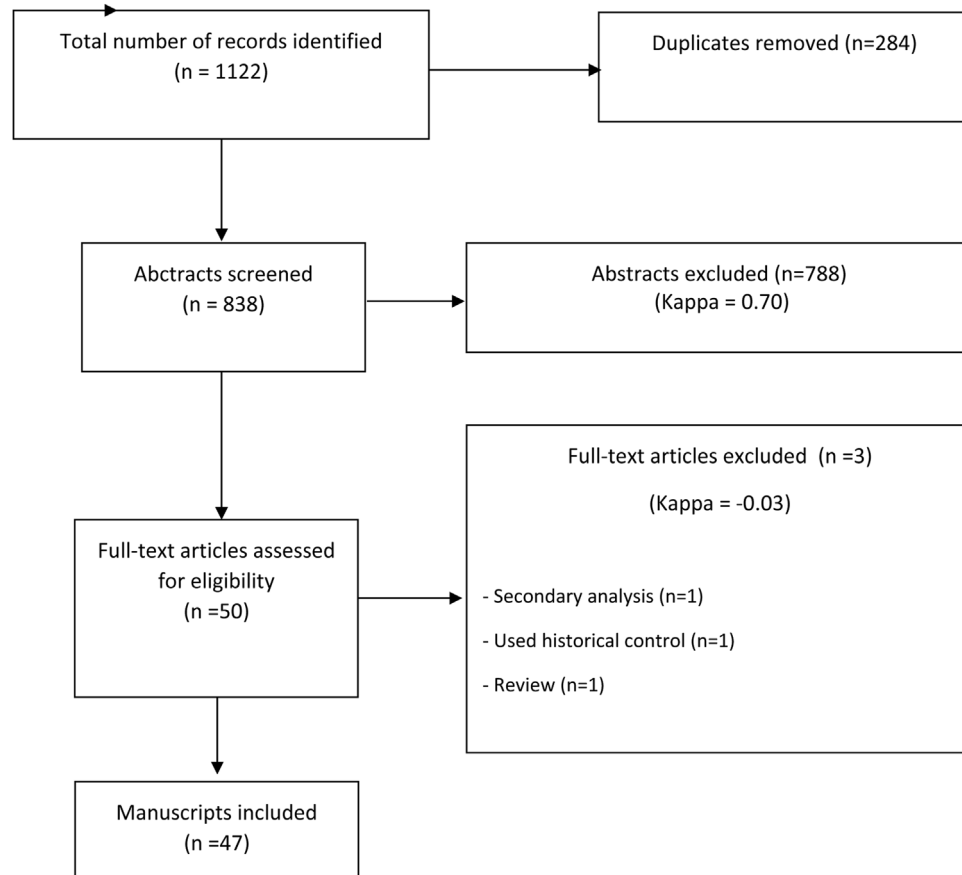 Total number of records identified
(n = 1122)
Duplicates removed (n=284)
Abctracts screened
(n = 838)
Abstracts excluded (n=788)
(Kappa = 0.70)
Full-text articles assessed
for eligibility
(n =50)
Full-text articles excluded  (n =3)
(Kappa = -0.03)
- Secondary analysis (n=1)
- Used historical control (n=1)
- Review (n=1)
Manuscripts included
(n =47)